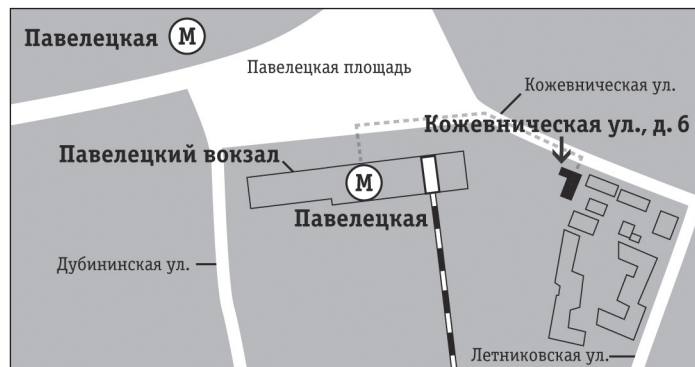 Павелецкая М
Павелецкая площадь
Кожевническая ул.
Кожевническая ул., д. 6
Павелецкий вокзал
М
Павелецкая
Дубининская ул.
Летниковская ул.